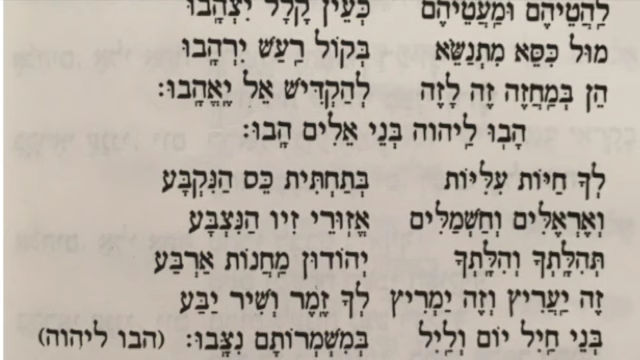 לְהֲטֵיהֶם וּמַעֲטֵיהֶם כְּעֵין קָלָל יִצְהָבוּ
מוּל כִּסֵּא מִתְנַשֵּׂא בְּקוֹל רַעַשׁ יִרְהָבוּ
הֵן בְּמַחֲזֶה זֶה לָזֶה לְהַקְדִּישׁ אֵל יֶאֱהָבוּ:
הָבוּ לַיהוה בְּנֵי אֵלִים הָבוּ:
לְךָ חַיּוֹת עִלִּיּוֹת בְּתַחְתִּית כֵּס הַנִּקְבָּע
וְאֶרְאֶלִּים וְחַשְׁמַלִּים אֲזוּרֵי זִיו הַנִּצְבָּע
תְּהִלָּתְךָ וְהִלָּתְךָ יְהוֹדוּן מַחֲנוֹת אַרְבַּע
זֶה יַעֲרִיץ וְזֶה יַמְרִיץ לְךָ זֶמֶר וְשִׁיר יַבַּע
בְּנֵי חַיִל יוֹם וְלַיִל בְּמִשְׁמְרוֹתָם נִצָּבוּ: (הבו ליהוה)